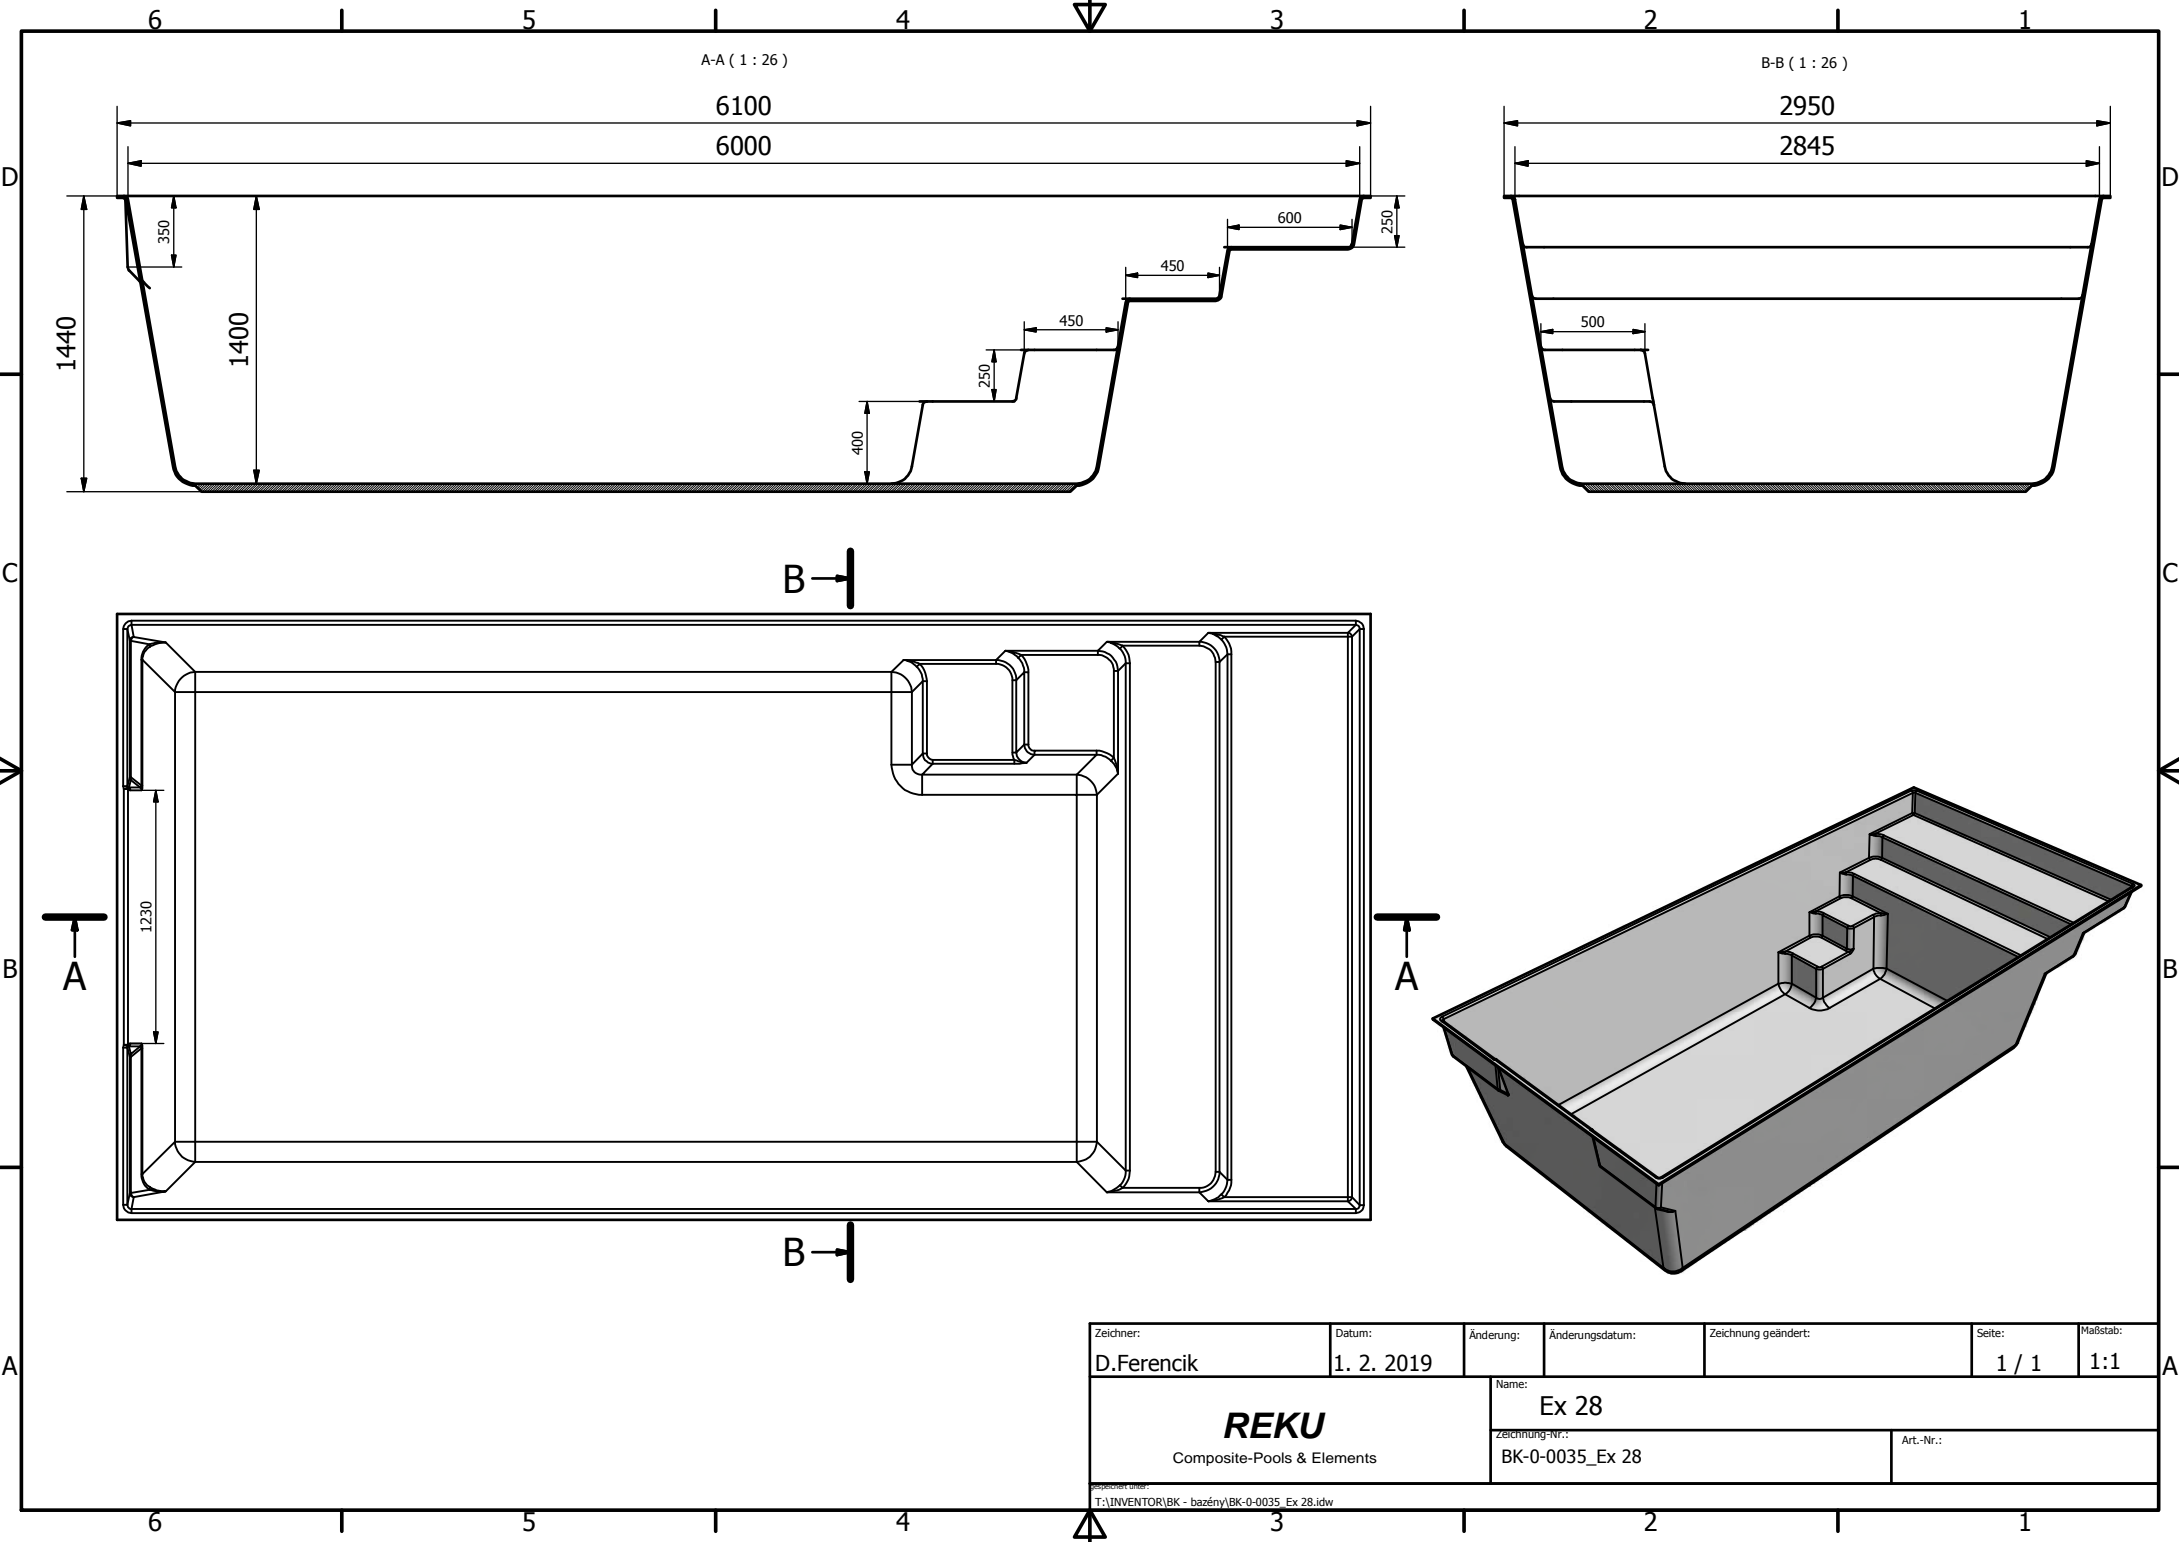 6 5 4 3 2 1
A-A ( 1 : 26 )
B-B ( 1 : 26 )
6100
2950
6000
2845
D
D
350
600
250
450
1440
1400
450
500
250
400
C
C
B
1230
A
A
B
B
B
Zeichner:
Datum:
Änderung:
Änderungsdatum:
Zeichnung geändert:
Seite:
Maßstab:
D.Ferencik
1. 2. 2019
1 / 1
1:1
A
A
Name:
Ex 28
REKU
Composite-Pools & Elements
Zeichnung-Nr.:
BK-0-0035_Ex 28
Art.-Nr.:
gespeichert unter:
T:\INVENTOR\BK - bazény\BK-0-0035_Ex 28.idw
6 5 4 3 2 1